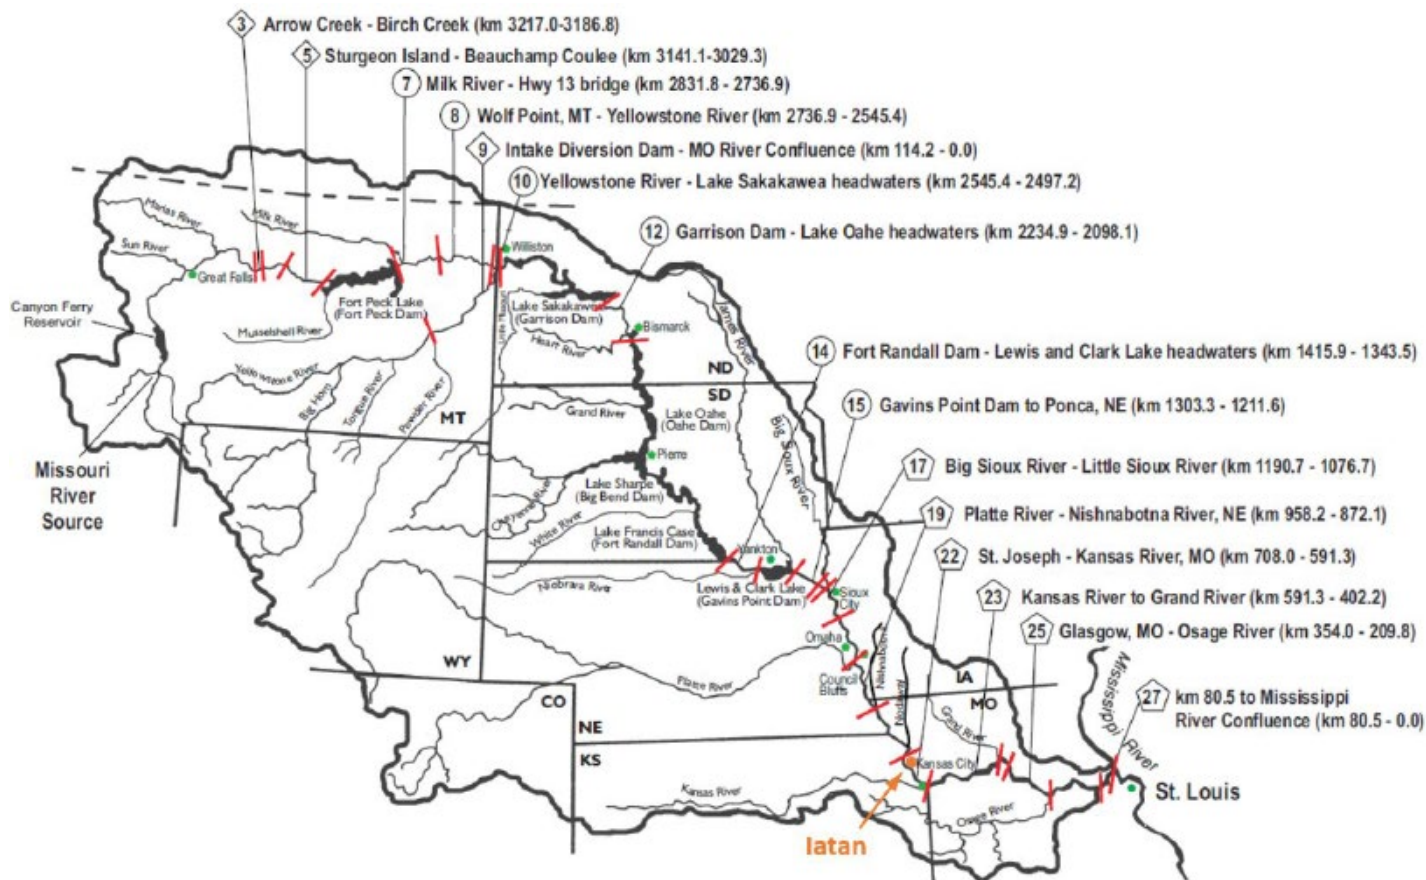 3 Arrow Creek - Birch Creek (km 3217.0-3186.8)
5 Sturgeon Island - Beauchamp Coulee (km 3141.1-3029.3)
7 Milk River - Hwy 13 bridge (km 2831.8 - 2736.9)
8 Wolf Point, MT - Yellowstone River (km 2736.9 - 2545.4)
9 Intake Diversion Dam - MO River Confluence (km 114.2 - 0.0)
10 Yellowstone River - Lake Sakakawea headwaters (km 2545.4 - 2497.2)
12 Garrison Dam - Lake Oahe headwaters (km 2234.9 - 2098.1)
14 Fort Randall Dam - Lewis and Clark Lake headwaters (km 1415.9 - 1343.5)
15 Gavins Point Dam to Ponca, NE (km 1303.3 - 1211.6)
17 Big Sioux River - Little Sioux River (km 1190.7 - 1076.7)
19 Platte River - Nishnabotna River, NE (km 958.2 - 872.1)
22 St. Joseph - Kansas River, MO (km 708.0 - 591.3)
23 Kansas River to Grand River (km 591.3 - 402.2)
25 Glasgow, MO - Osage River (km 354.0 - 209.8)
27 km 80.5 to Mississippi
River Confluence (km 80.5 - 0.0)
Marias River
Milk River
Sun River
Great Falls
Williston
Canyon Ferry
Reservoir
Fort Peck Lake
(Fort Peck Dam)
Musselshell River
Little Missouri
Lake Sakakawea
(Garrison Dam)
Heart River
Bismarck
James River
Yellowstone River
Big Horn
Tongue River
Powder River
MT
ND
SD
Grand River
Lake Oahe
(Oahe Dam)
Big Sioux River
Missouri
River
Source
Pierre
Lake Sharpe
(Big Bend Dam)
Cheyenne River
White River
Lake Francis Case
(Fort Randall Dam)
Yankton
Niobrara River
Lewis & Clark Lake
(Gavins Point Dam)
Sioux
City
Omaha
Council
Bluffs
Platte River
WY
CO
NE
KS
IA
MO
Grand River
Kansas City
Kansas River
Osage River
Mississippi River
St. Louis
Iatan